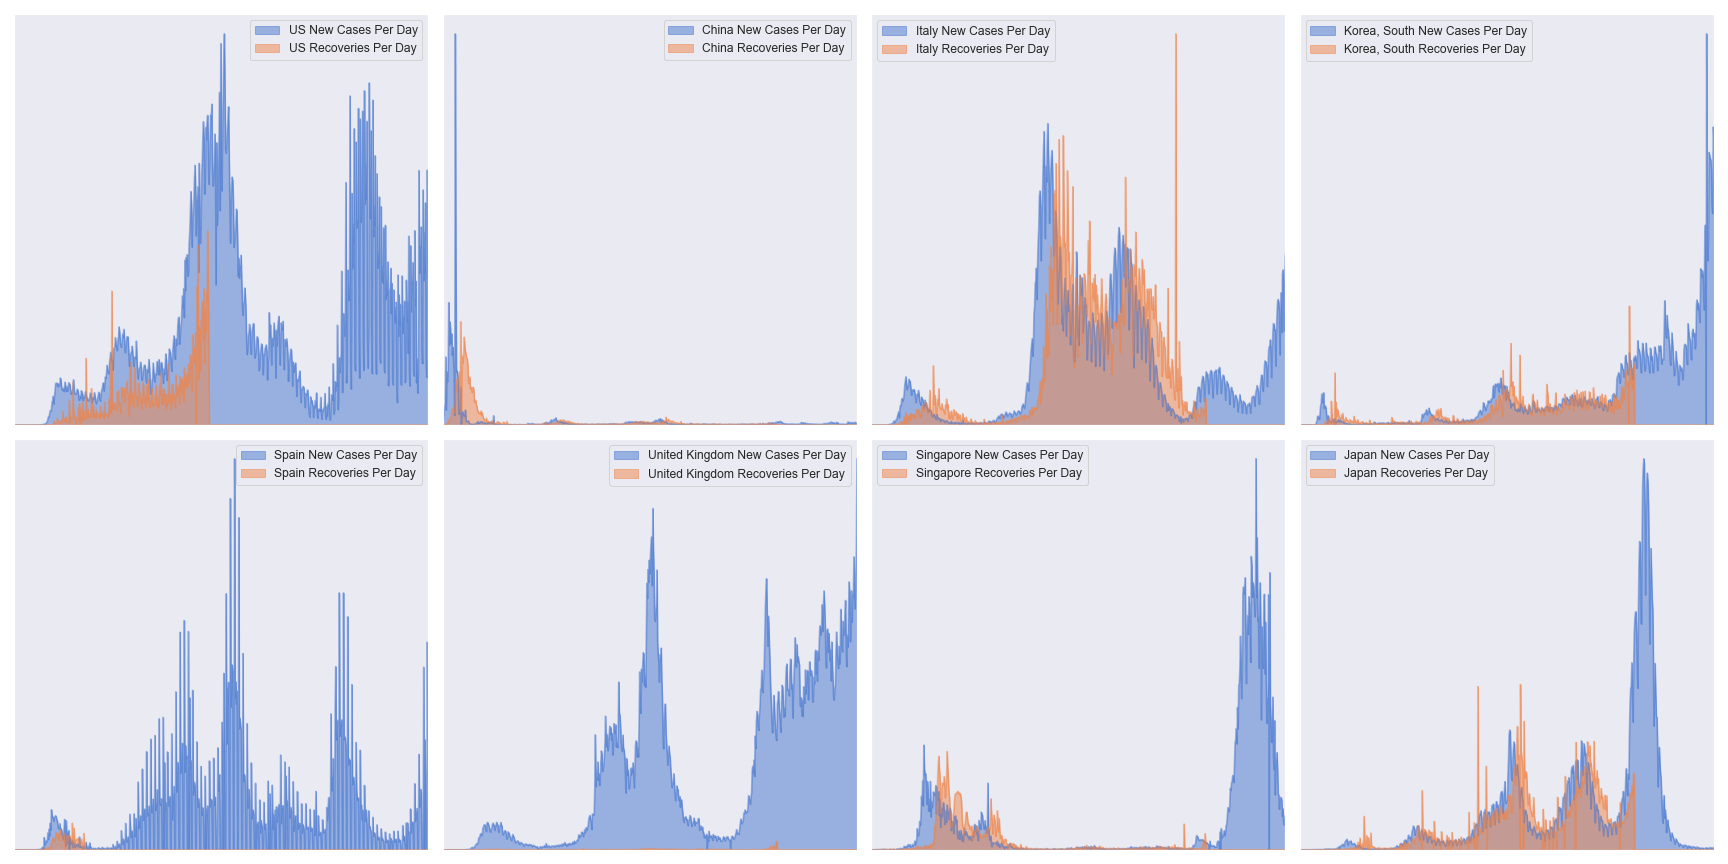 US New Cases Per Day
US Recoveries Per Day
China New Cases Per Day
China Recoveries Per Day
Italy New Cases Per Day
Italy Recoveries Per Day
Korea, South New Cases Per Day
Korea, South Recoveries Per Day
Spain New Cases Per Day
Spain Recoveries Per Day
United Kingdom New Cases Per Day
United Kingdom Recoveries Per Day
Singapore New Cases Per Day
Singapore Recoveries Per Day
Japan New Cases Per Day
Japan Recoveries Per Day